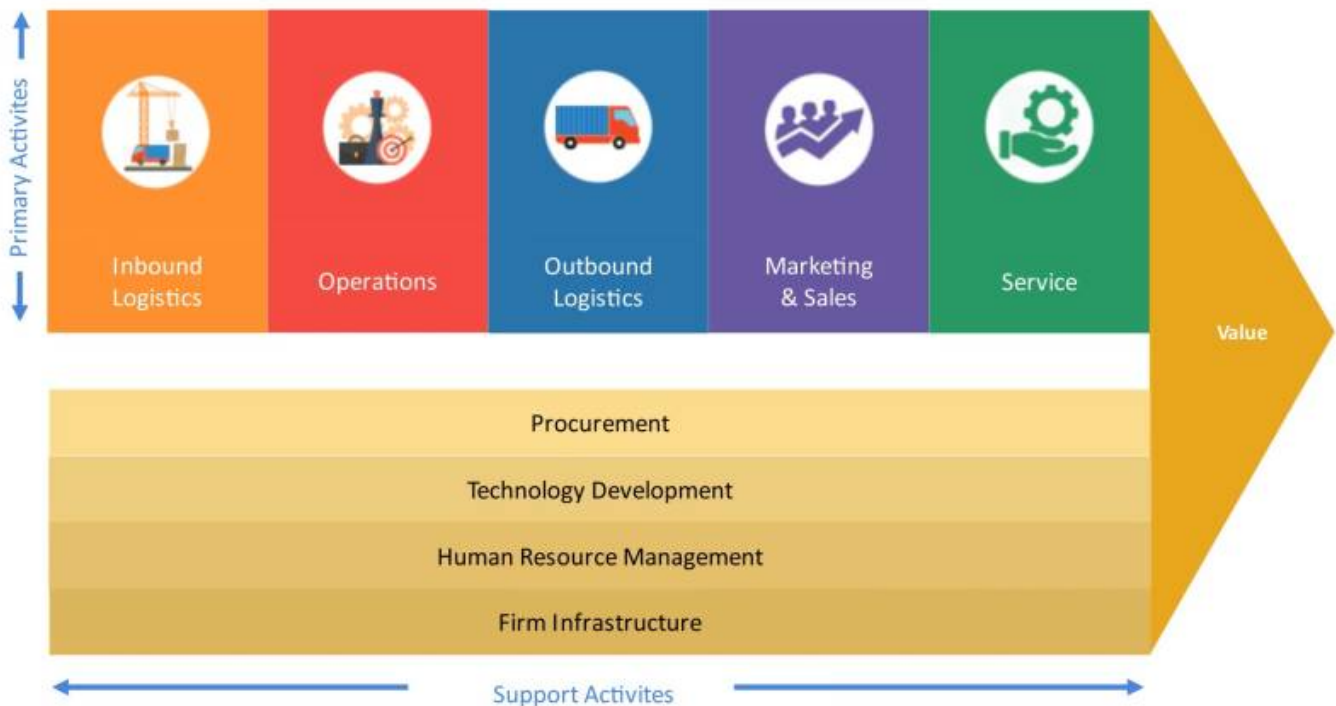 Primary Activites
Inbound
Logistics
Operations
Outbound
Logistics
Marketing
& Sales
Service
Value
Procurement
Technology Development
Human Resource Management
Firm Infrastructure
Support Activites